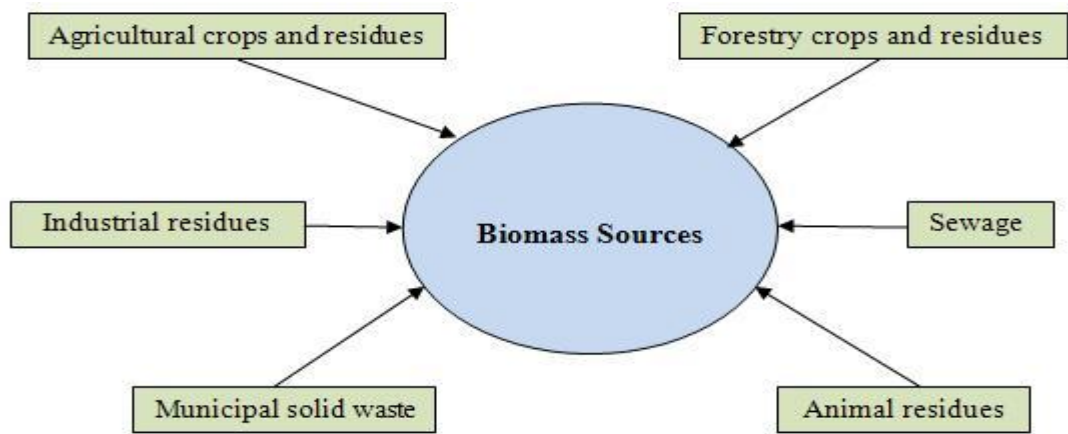 Agricultural crops and residues
Forestry crops and residues
Industrial residues
Biomass Sources
Sewage
Municipal solid waste
Animal residues